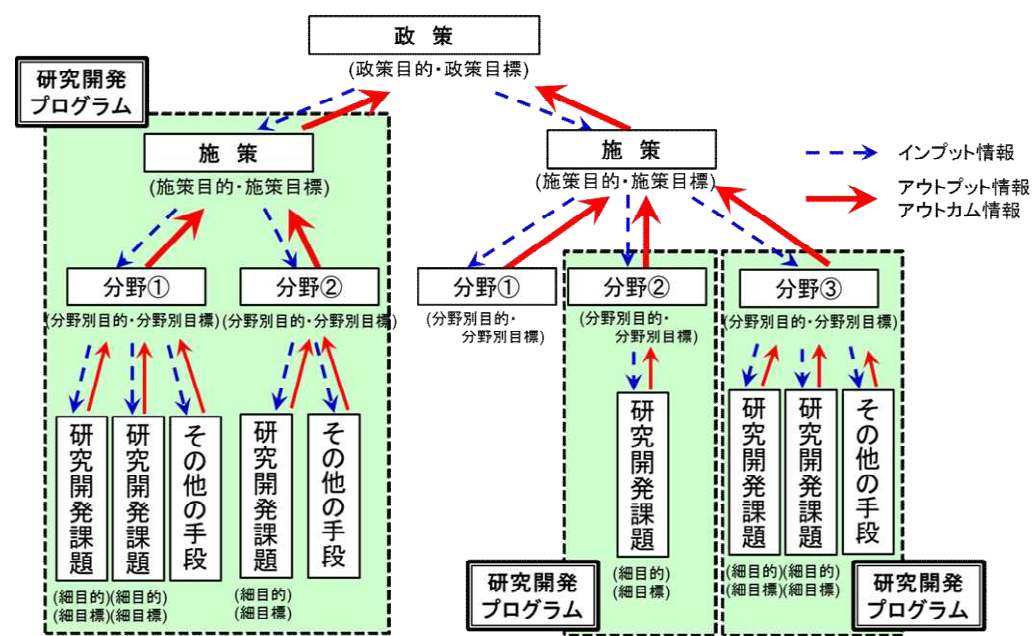 政 策
(政策目的・政策目標)
研究開発
プログラム
施 策
(施策目的・施策目標)
施 策
(施策目的・施策目標)
インプット情報
アウトプット情報
アウトカム情報
分野①
(分野別目的・分野別目標)
分野②
(分野別目的・分野別目標)
分野①
(分野別目的・
分野別目標)
分野②
(分野別目的・
分野別目標)
分野③
(分野別目的・分野別目標)
研究開発課題
(細目的)
(細目標)
研究開発課題
(細目的)
(細目標)
その他の手段
研究開発課題
(細目的)
(細目標)
その他の手段
研究開発課題
(細目的)
(細目標)
研究開発課題
(細目的)
(細目標)
研究開発課題
(細目的)
(細目標)
その他の手段
研究開発
プログラム
研究開発
プログラム